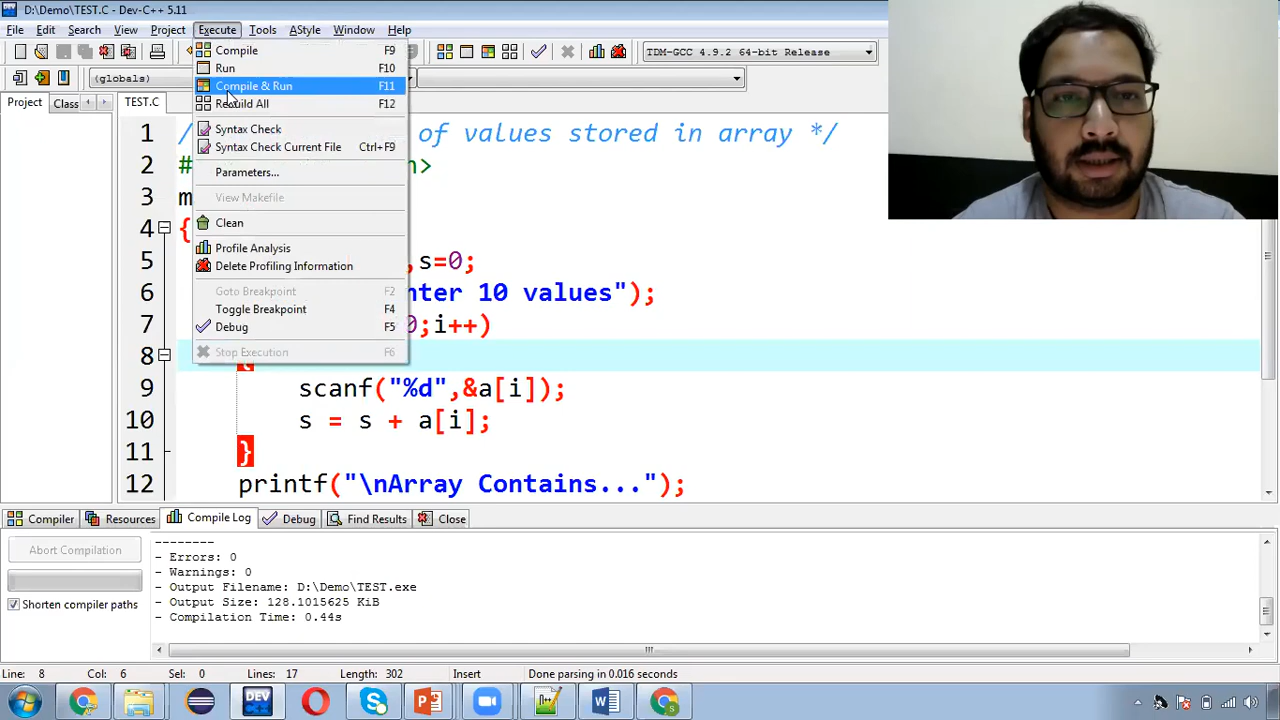 D:\Demo\TEST.C - Dev-C++ 5.11
File Edit Search View Project Execute Tools AStyle Window Help
TDM-GCC 4.9.2 64-bit Release
(globals)
Project Class TEST.C
Compile F9
Run F10
Compile & Run F11
Rebuild All F12
Syntax Check
Syntax Check Current File Ctrl+F9
Parameters...
View Makefile
Clean
Profile Analysis
Delete Profiling Information
Goto Breakpoint F2
Toggle Breakpoint F4
Debug F5
Stop Execution F6
1 / of values stored in array */
2 # >
3 m
4 {
5 ,s=0;
6 nter 10 values");
7 0;i++)
8 {
9 scanf("%d",&a[i]);
10 s = s + a[i];
11 }
12 printf("\nArray Contains...");
Compiler Resources Compile Log Debug Find Results Close
Abort Compilation
Shorten compiler paths
--------
- Errors: 0
- Warnings: 0
- Output Filename: D:\Demo\TEST.exe
- Output Size: 128.1015625 KiB
- Compilation Time: 0.44s
Line: 8 Col: 6 Sel: 0 Lines: 17 Length: 302 Insert Done parsing in 0.016 seconds
DEV